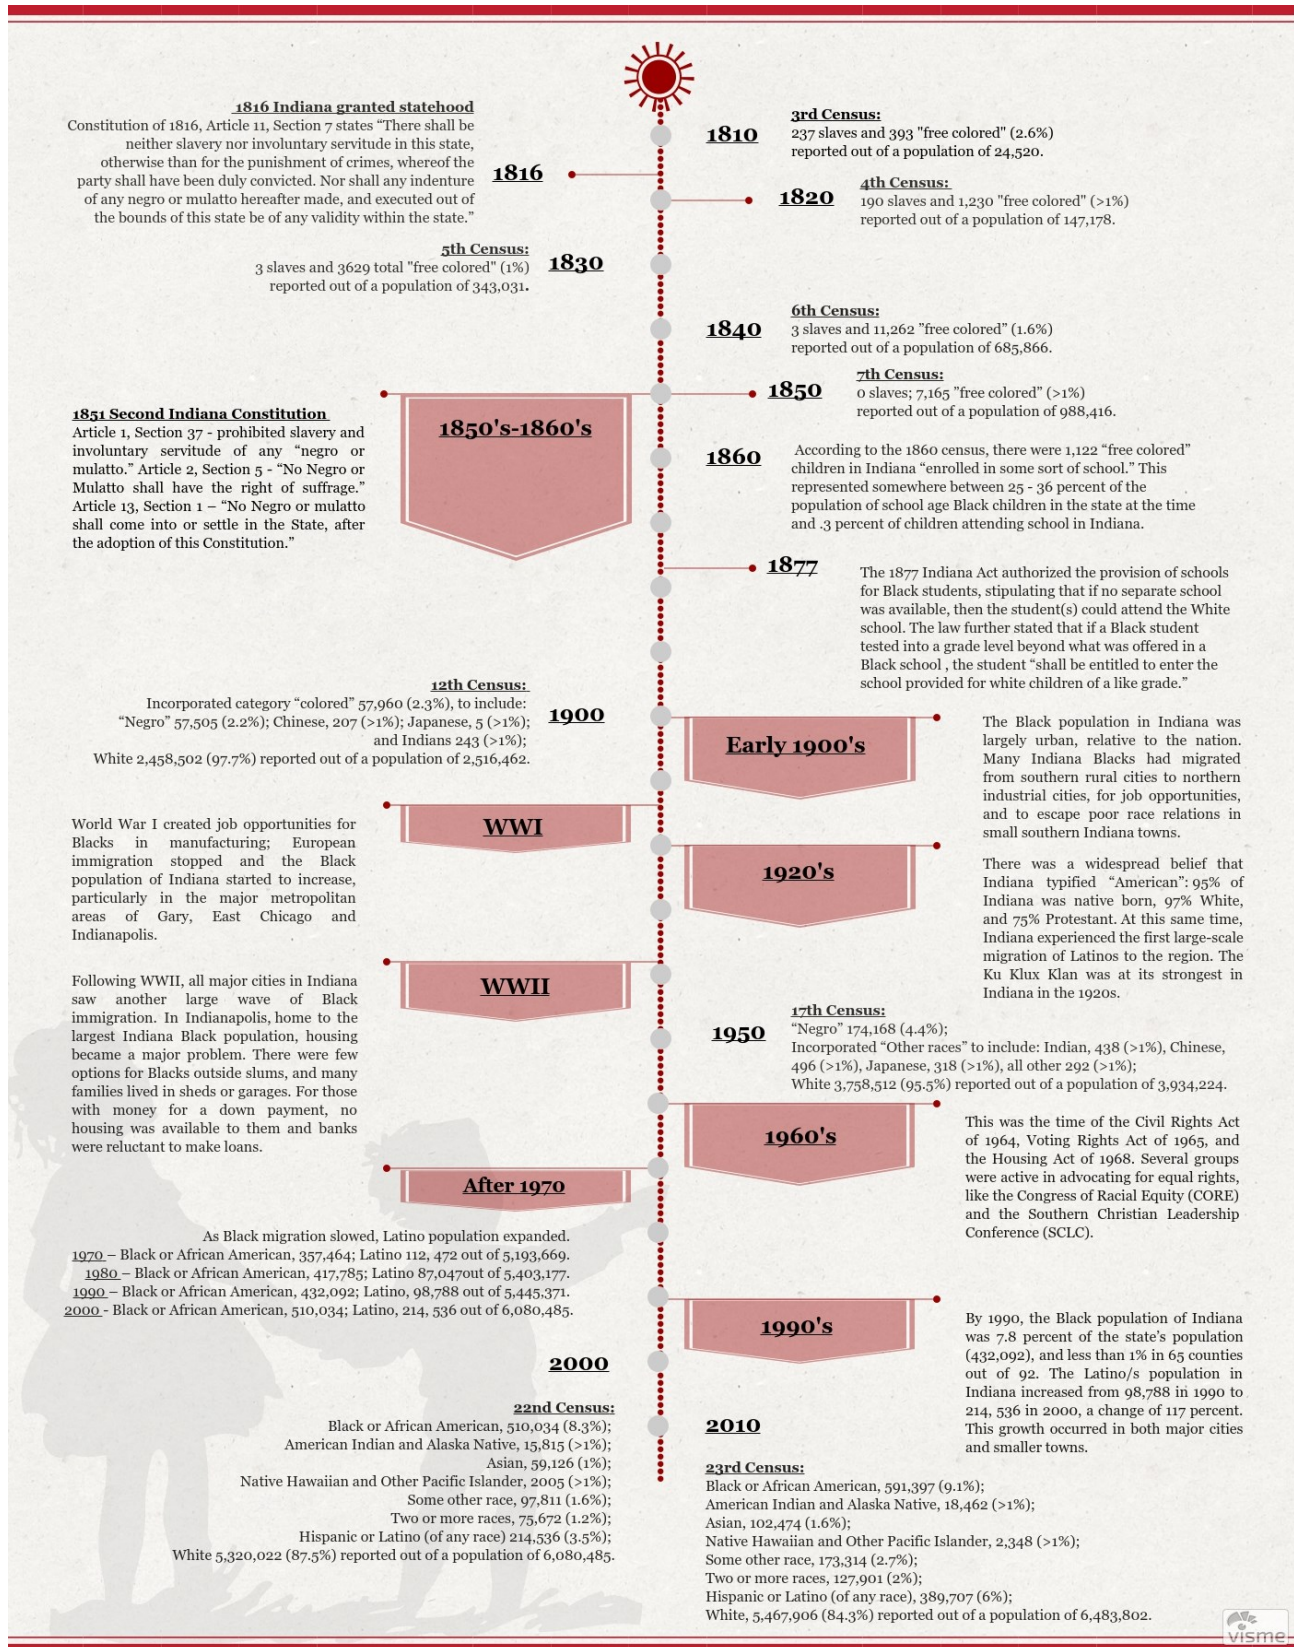 1810
3rd Census:
237 slaves and 393 "free colored" (2.6%)
reported out of a population of 24,520.
1816 Indiana granted statehood
Constitution of 1816, Article 11, Section 7 states “There shall be
neither slavery nor involuntary servitude in this state,
otherwise than for the punishment of crimes, whereof the
party shall have been duly convicted. Nor shall any indenture
of any negro or mulatto hereafter made, and executed out of
the bounds of this state be of any validity within the state.”
1816
1820
4th Census:
190 slaves and 1,230 "free colored" (>1%)
reported out of a population of 147,178.
5th Census:
3 slaves and 3629 total "free colored" (1%)
reported out of a population of 343,031.
1830
1840
6th Census:
3 slaves and 11,262 ”free colored” (1.6%)
reported out of a population of 685,866.
1850
7th Census:
0 slaves; 7,165 ”free colored” (>1%)
reported out of a population of 988,416.
1851 Second Indiana Constitution
Article 1, Section 37 - prohibited slavery and
involuntary servitude of any “negro or
mulatto.” Article 2, Section 5 - “No Negro or
Mulatto shall have the right of suffrage.”
Article 13, Section 1 – “No Negro or mulatto
shall come into or settle in the State, after
the adoption of this Constitution.”
1850's-1860's
1860
According to the 1860 census, there were 1,122 “free colored”
children in Indiana “enrolled in some sort of school.” This
represented somewhere between 25 - 36 percent of the
population of school age Black children in the state at the time
and .3 percent of children attending school in Indiana.
1877
The 1877 Indiana Act authorized the provision of schools
for Black students, stipulating that if no separate school
was available, then the student(s) could attend the White
school. The law further stated that if a Black student
tested into a grade level beyond what was offered in a
Black school , the student “shall be entitled to enter the
school provided for white children of a like grade.”
12th Census:
Incorporated category “colored” 57,960 (2.3%), to include:
“Negro” 57,505 (2.2%); Chinese, 207 (>1%); Japanese, 5 (>1%);
and Indians 243 (>1%);
White 2,458,502 (97.7%) reported out of a population of 2,516,462.
1900
Early 1900's
The Black population in Indiana was
largely urban, relative to the nation.
Many Indiana Blacks had migrated
from southern rural cities to northern
industrial cities, for job opportunities,
and to escape poor race relations in
small southern Indiana towns.
World War I created job opportunities for
Blacks in manufacturing; European
immigration stopped and the Black
population of Indiana started to increase,
particularly in the major metropolitan
areas of Gary, East Chicago and
Indianapolis.
WWI
1920's
There was a widespread belief that
Indiana typified “American”: 95% of
Indiana was native born, 97% White,
and 75% Protestant. At this same time,
Indiana experienced the first large-scale
migration of Latinos to the region. The
Ku Klux Klan was at its strongest in
Indiana in the 1920s.
Following WWII, all major cities in Indiana
saw another large wave of Black
immigration. In Indianapolis, home to the
largest Indiana Black population, housing
became a major problem. There were few
options for Blacks outside slums, and many
families lived in sheds or garages. For those
with money for a down payment, no
housing was available to them and banks
were reluctant to make loans.
WWII
1950
17th Census:
“Negro” 174,168 (4.4%);
Incorporated “Other races” to include: Indian, 438 (>1%), Chinese,
496 (>1%), Japanese, 318 (>1%), all other 292 (>1%);
White 3,758,512 (95.5%) reported out of a population of 3,934,224.
1960's
This was the time of the Civil Rights Act
of 1964, Voting Rights Act of 1965, and
the Housing Act of 1968. Several groups
were active in advocating for equal rights,
like the Congress of Racial Equity (CORE)
and the Southern Christian Leadership
Conference (SCLC).
After 1970
As Black migration slowed, Latino population expanded.
1970 – Black or African American, 357,464; Latino 112, 472 out of 5,193,669.
1980 – Black or African American, 417,785; Latino 87,047out of 5,403,177.
1990 – Black or African American, 432,092; Latino, 98,788 out of 5,445,371.
2000 - Black or African American, 510,034; Latino, 214, 536 out of 6,080,485.
1990's
By 1990, the Black population of Indiana
was 7.8 percent of the state’s population
(432,092), and less than 1% in 65 counties
out of 92. The Latino/s population in
Indiana increased from 98,788 in 1990 to
214, 536 in 2000, a change of 117 percent.
This growth occurred in both major cities
and smaller towns.
2000
22nd Census:
Black or African American, 510,034 (8.3%);
American Indian and Alaska Native, 15,815 (>1%);
Asian, 59,126 (1%);
Native Hawaiian and Other Pacific Islander, 2005 (>1%);
Some other race, 97,811 (1.6%);
Two or more races, 75,672 (1.2%);
Hispanic or Latino (of any race) 214,536 (3.5%);
White 5,320,022 (87.5%) reported out of a population of 6,080,485.
2010
23rd Census:
Black or African American, 591,397 (9.1%);
American Indian and Alaska Native, 18,462 (>1%);
Asian, 102,474 (1.6%);
Native Hawaiian and Other Pacific Islander, 2,348 (>1%);
Some other race, 173,314 (2.7%);
Two or more races, 127,901 (2%);
Hispanic or Latino (of any race), 389,707 (6%);
White, 5,467,906 (84.3%) reported out of a population of 6,483,802.
visme